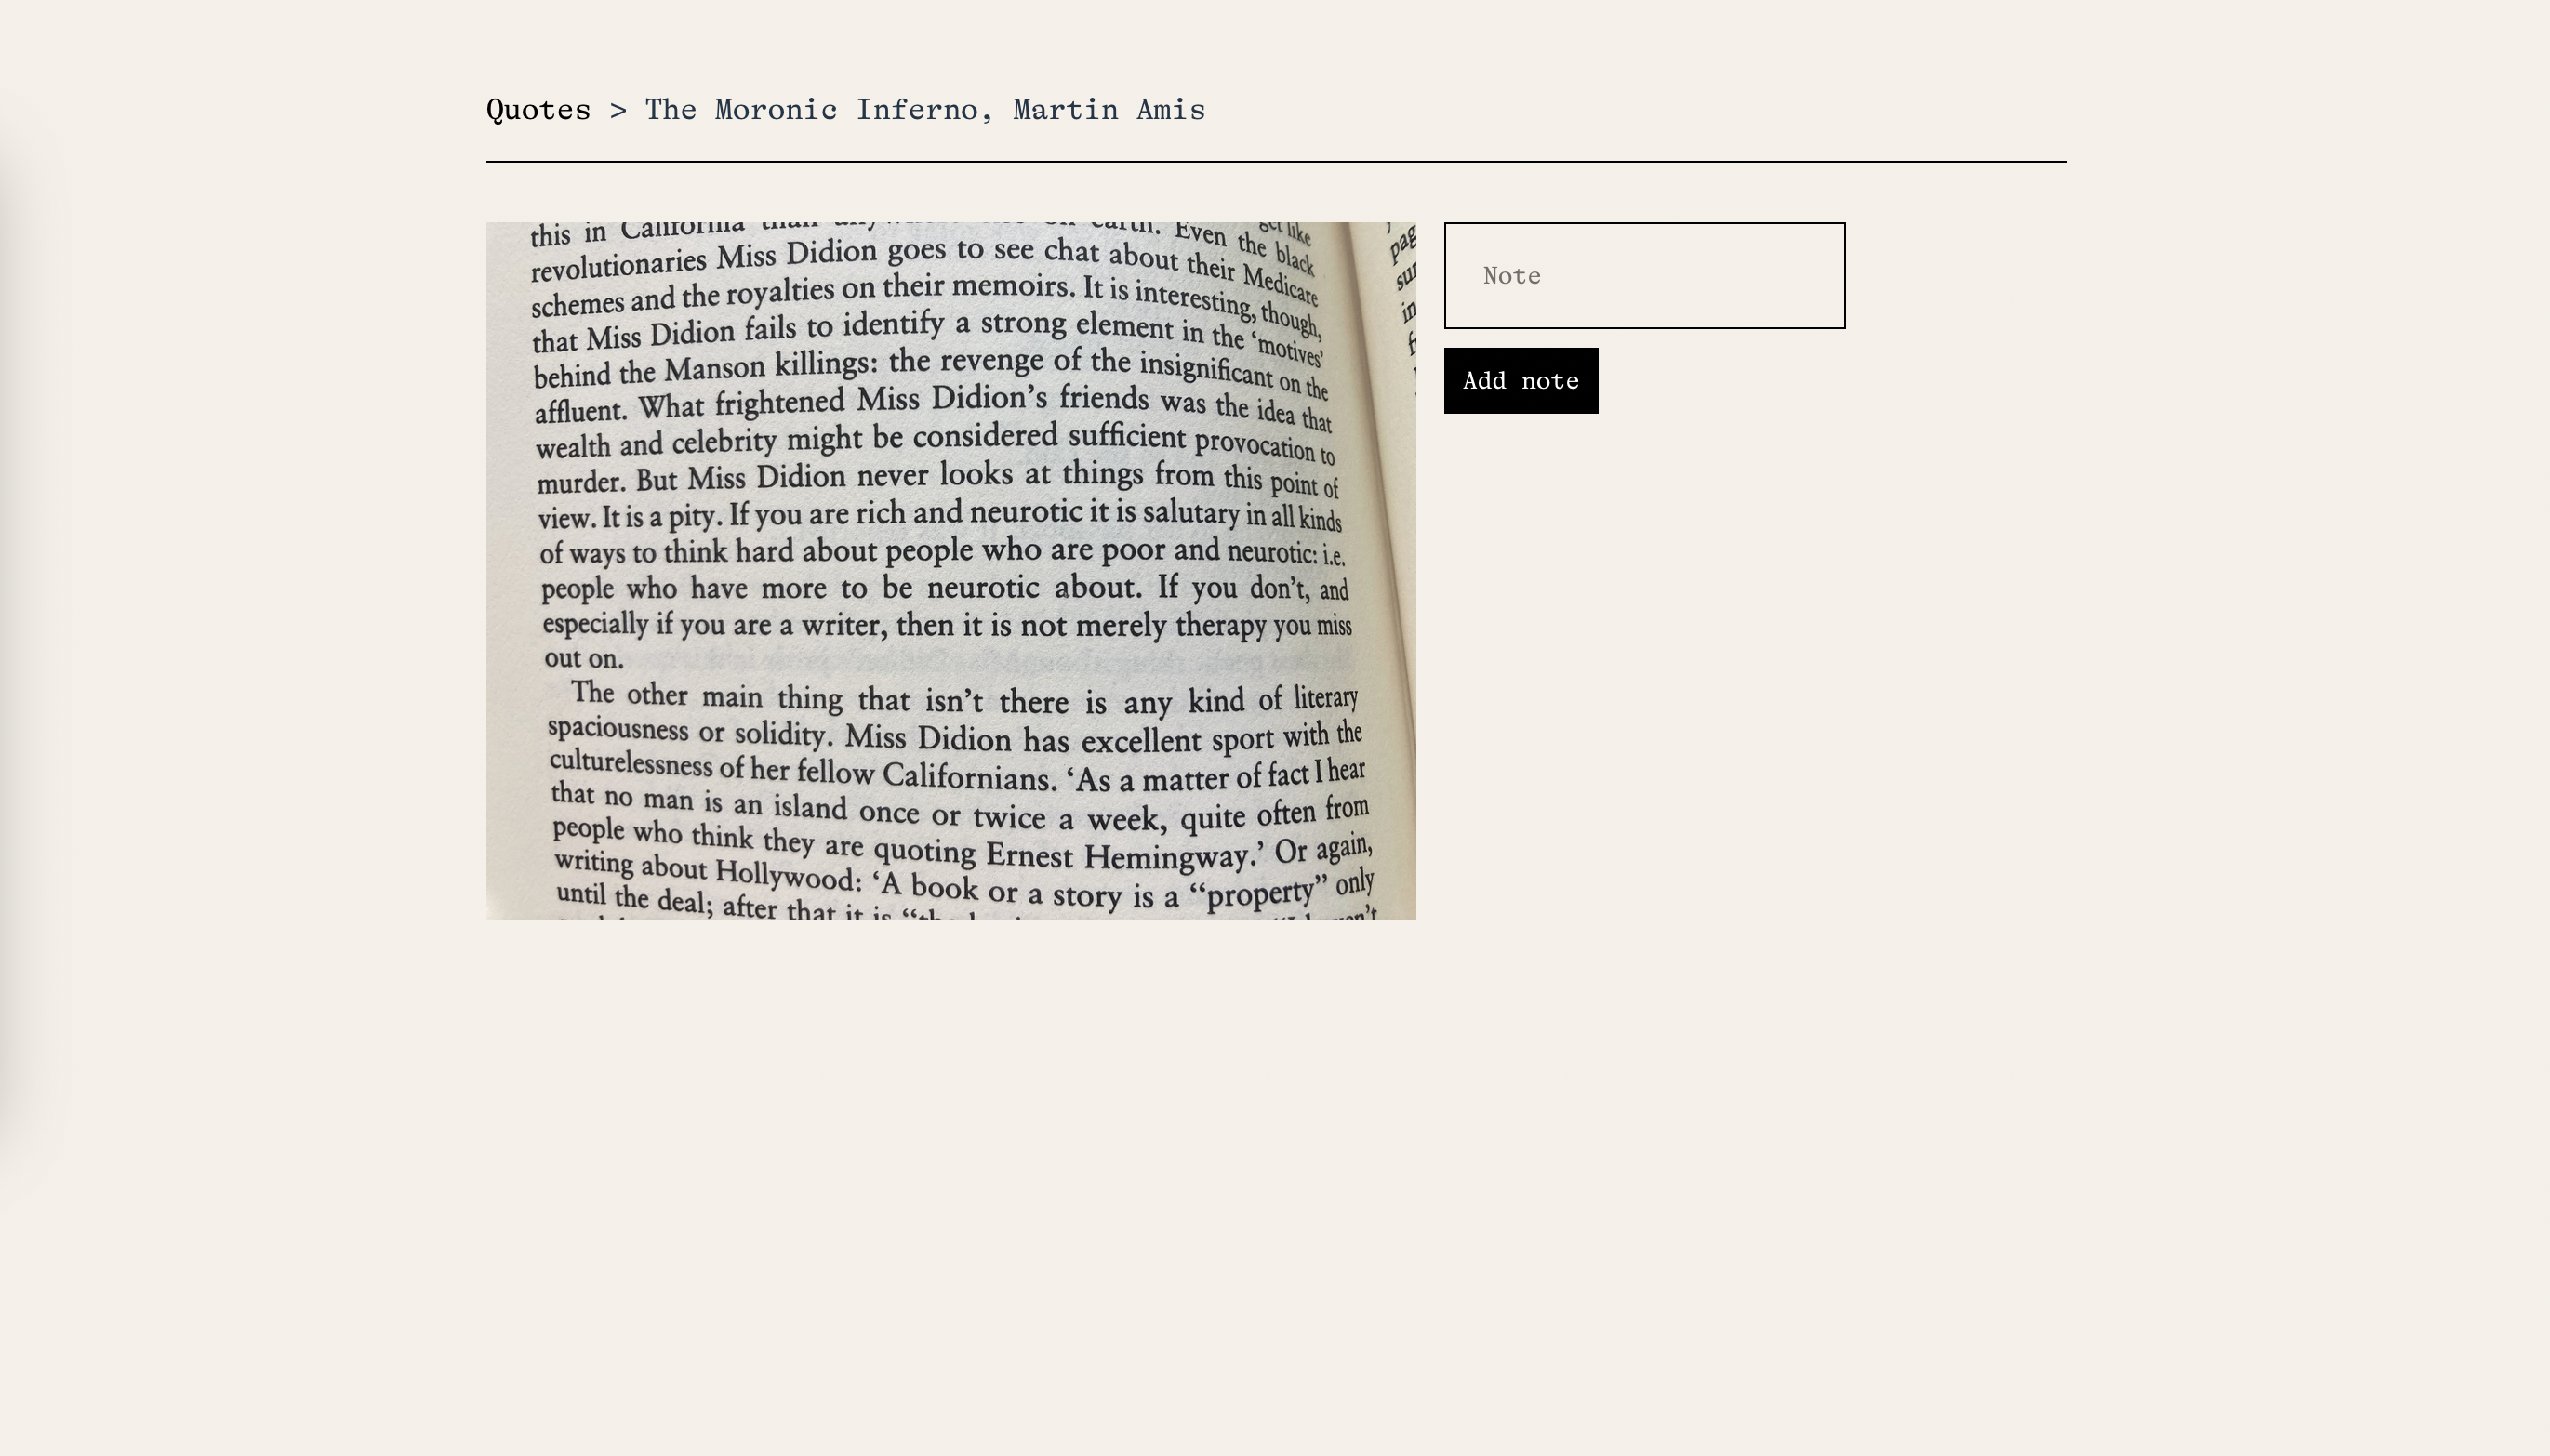 Quotes > The Moronic Inferno, Martin Amis
get like
this in California than anywhere else on earth. Even the black
revolutionaries Miss Didion goes to see chat about their Medicare
schemes and the royalties on their memoirs. It is interesting, though,
that Miss Didion fails to identify a strong element in the ‘motives’
behind the Manson killings: the revenge of the insignificant on the
affluent. What frightened Miss Didion’s friends was the idea that
wealth and celebrity might be considered sufficient provocation to
murder. But Miss Didion never looks at things from this point of
view. It is a pity. If you are rich and neurotic it is salutary in all kinds
of ways to think hard about people who are poor and neurotic: i.e.
people who have more to be neurotic about. If you don’t, and
especially if you are a writer, then it is not merely therapy you miss
out on.
The other main thing that isn’t there is any kind of literary
spaciousness or solidity. Miss Didion has excellent sport with the
culturelessness of her fellow Californians. ‘As a matter of fact I hear
that no man is an island once or twice a week, quite often from
people who think they are quoting Ernest Hemingway.’ Or again,
writing about Hollywood: ‘A book or a story is a “property” only
until the deal; after that it is
Note
Add note